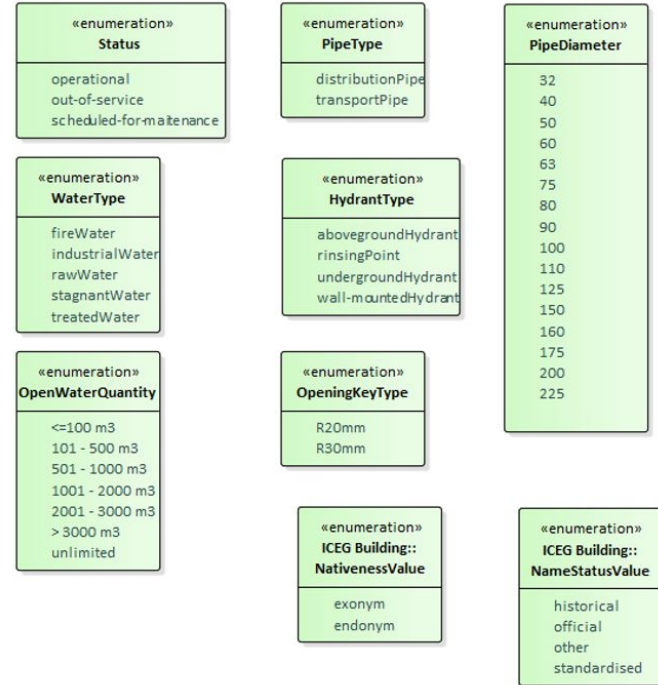 «enumeration»
Status
operational
out-of-service
scheduled-for-maitenance
«enumeration»
PipeType
distributionPipe
transportPipe
«enumeration»
PipeDiameter
32
40
50
60
63
75
80
90
100
110
125
150
160
175
200
225
«enumeration»
WaterType
fireWater
industrialWater
rawWater
stagnantWater
treatedWater
«enumeration»
HydrantType
abovegroundHydrant
rinsingPoint
undergroundHydrant
wall-mountedHydrant
«enumeration»
OpenWaterQuantity
<=100 m3
101 - 500 m3
501 - 1000 m3
1001 - 2000 m3
2001 - 3000 m3
> 3000 m3
unlimited
«enumeration»
OpeningKeyType
R20mm
R30mm
«enumeration»
ICEG Building::
NativenessValue
exonym
endonym
«enumeration»
ICEG Building::
NameStatusValue
historical
official
other
standardised